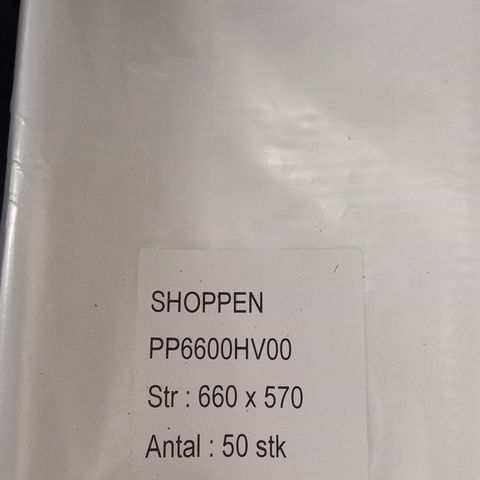 SHOPPEN
PP6600HV00
Str : 660 x 570
Antal : 50 stk